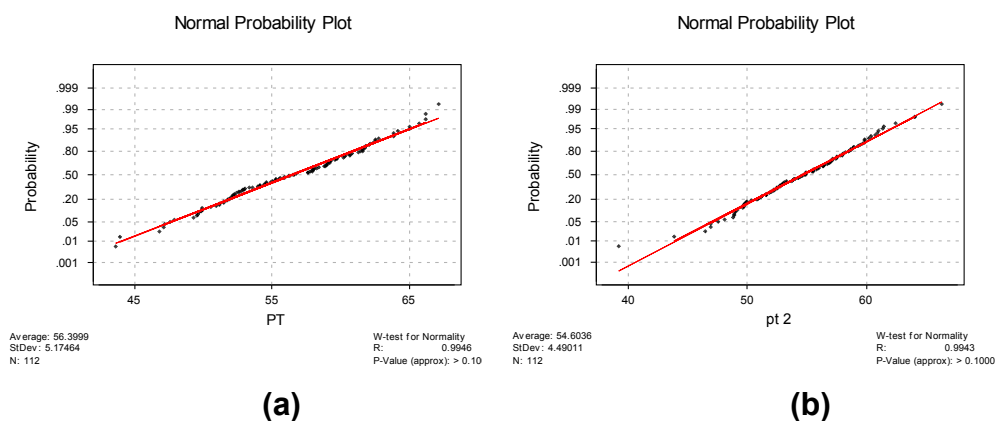 Normal Probability Plot
.999
.99
.95
.80
.50
.20
.05
.01
.001
Probability
45
55
65
PT
Average: 56.3999
StDev: 5.17464
N: 112
W-test for Normality
R: 0.9946
P-Value (approx): > 0.10
(a)
Normal Probability Plot
.999
.99
.95
.80
.50
.20
.05
.01
.001
Probability
40
50
60
pt 2
Average: 54.6036
StDev: 4.49011
N: 112
W-test for Normality
R: 0.9943
P-Value (approx): > 0.1000
(b)